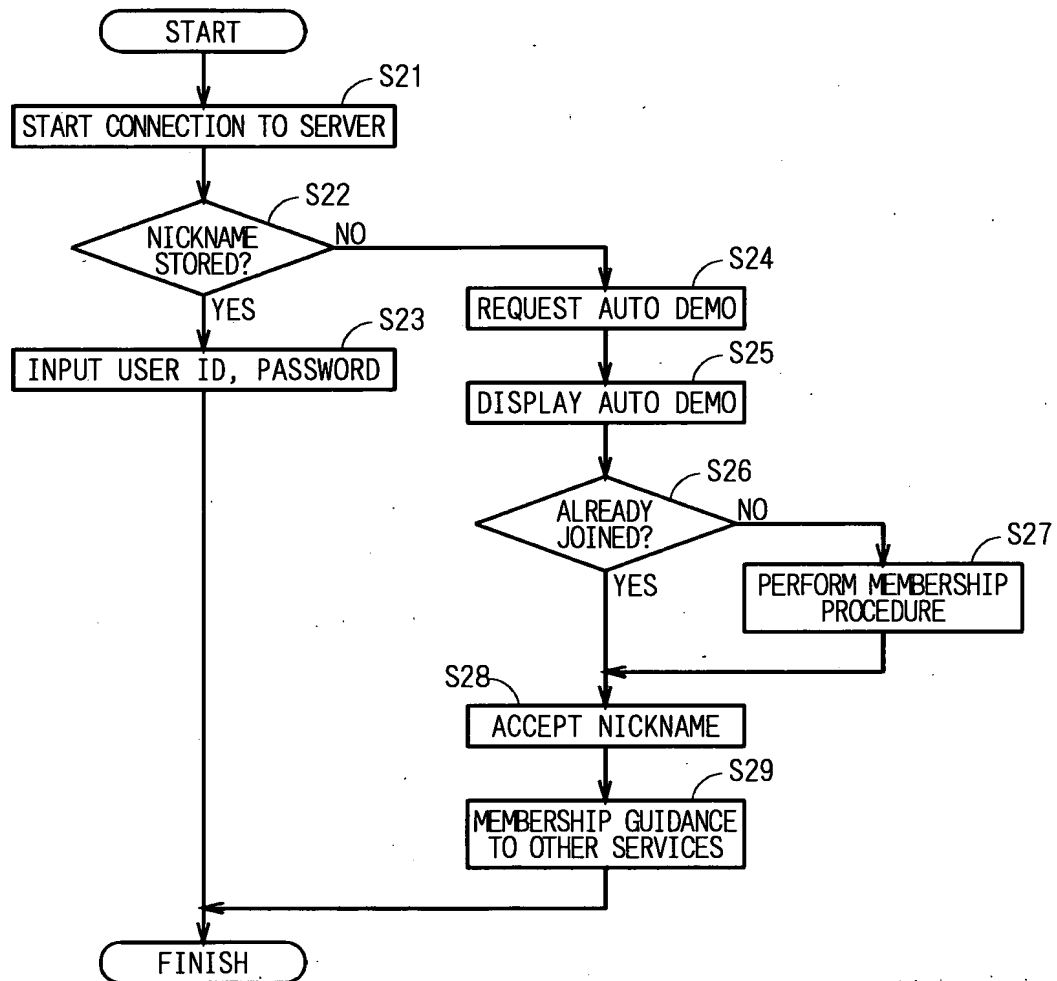 START
S21
START CONNECTION TO SERVER
S22
NICKNAME
STORED?
NO
YES
S23
INPUT USER ID, PASSWORD
S24
REQUEST AUTO DEMO
S25
DISPLAY AUTO DEMO
S26
ALREADY
JOINED?
NO
YES
S27
PERFORM MEMBERSHIP
PROCEDURE
S28
ACCEPT NICKNAME
S29
MEMBERSHIP GUIDANCE
TO OTHER SERVICES
FINISH